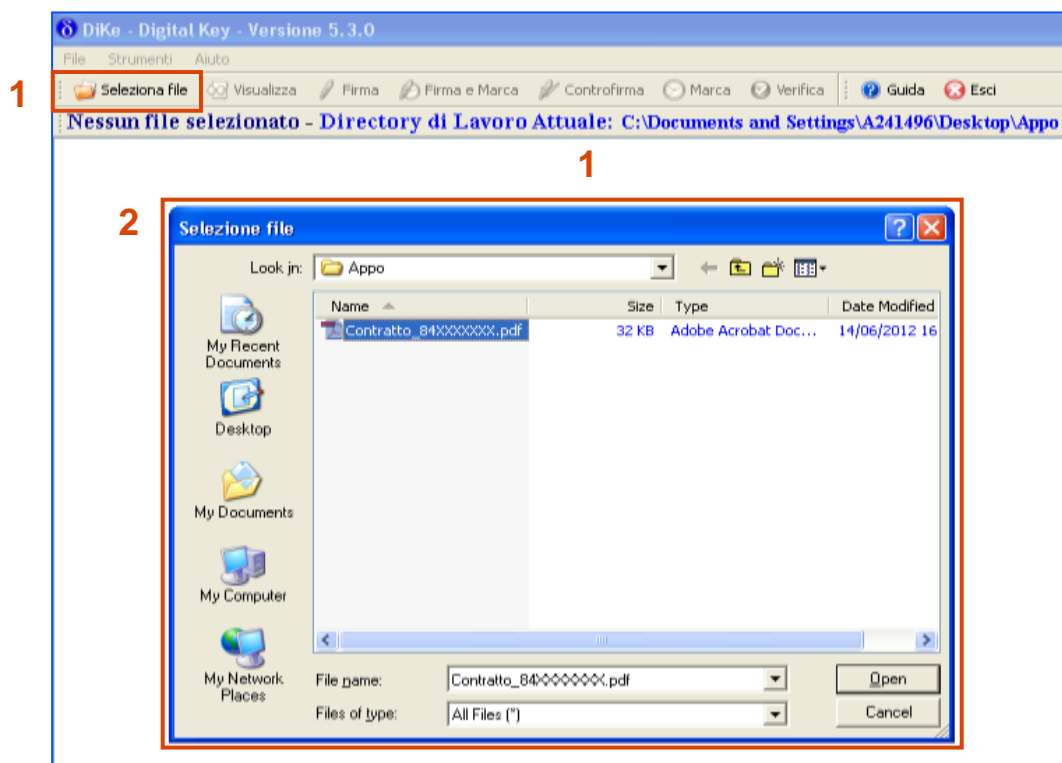 DiKe - Digital Key - Versione 5.3.0
File Strumenti Aiuto
1 Seleziona file Visualizza Firma Firma e Marca Controfirma Marca Verifica Guida Esci
Nessun file selezionato - Directory di Lavoro Attuale: C:\Documents and Settings\A241496\Desktop\Appo
1
2
Selezione file
Look in: Appo
Name Size Type Date Modified
Contratto_84XXXXXXX.pdf 32 KB Adobe Acrobat Doc... 14/06/2012 16
My Recent
Documents
Desktop
My Documents
My Computer
My Network
Places
File name: Contratto_84XXXXXXX.pdf Open
Files of type: All Files (*) Cancel